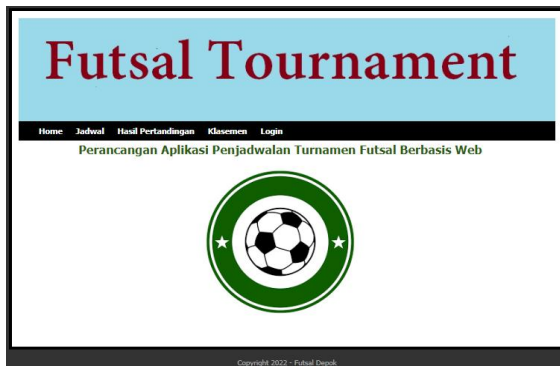 Futsal Tournament
Home Jadwal Hasil Pertandingan Klasemen Login
Perancangan Aplikasi Penjadwalan Turnamen Futsal Berbasis Web
Copyright 2022 - Futsal Depok